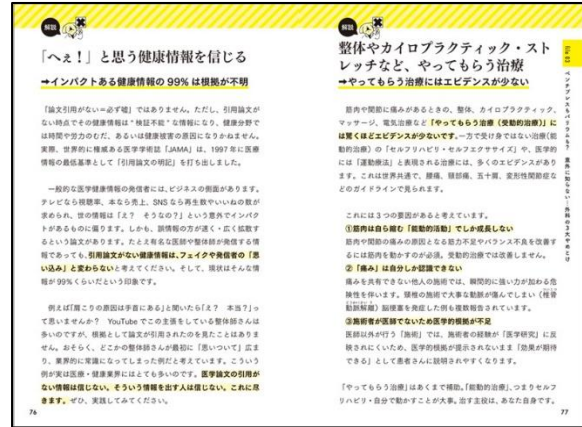 解説
「へぇ！」と思う健康情報を信じる
→インパクトある健康情報の99%は根拠が不明
「論文引用がない＝必ず嘘」ではありません。ただし、引用論文が
ない時点でその健康情報は"検証不能"な情報になり、健康分野で
は時間や労力のむだ、あるいは健康被害の原因になりかねません。
実際、世界的に権威ある医学学術誌「JAMA」は、1997年に医療
情報の最低基準として「引用論文の明記」を打ち出しました。
一般的な医学健康情報の発信者には、ビジネスの側面があります。
テレビなら視聴率、本なら売上、SNSなら再生数やいいねの数が
求められ、世の情報は「え？　そうなの？」という意外でインパク
トがあるものに偏ります。しかも、誤情報の方が速く・広く拡散す
るという論文があります。たとえ有名な医師や整体師が発信する情
報であっても、引用論文がない健康情報は、フェイクや発信者の「思
い込み」と変わらないと考えてください。そして、現状はそんな情
報が99%くらいだという印象です。
例えば「肩こりの原因は手首にある」と聞いたら「え？　本当？」っ
て思いませんか？　YouTubeでこの主張をしている整体師さんは
多いのですが、根拠として論文が引用されたのを見たことはありま
せん。おそらく、どこかの整体師さんが最初に「思いついて」広ま
り、業界的に常識になってしまった例だと考えています。こういう
例が実は医療・健康業界にはとても多いのです。医学論文の引用が
ない情報は信じない。そういう情報を出す人は信じない。これに尽
きます。ぜひ、実践してみてください。
76
解説
整体やカイロプラクティック・スト
レッチなど、やってもらう治療
→やってもらう治療にはエビデンスが少ない
筋肉や関節に痛みがあるときの、整体、カイロプラクティック、
マッサージ、電気治療など「やってもらう治療（受動的治療）」に
は驚くほどエビデンスが少ないです。一方で受け身ではない治療（能
動的治療）の「セルフリハビリ・セルフエクササイズ」や、医学的
には「運動療法」と表現される治療には、多くのエビデンスがあり
ます。これは世界共通で、腰痛、頸部痛、五十肩、変形性関節症な
どのガイドラインで見られます。
これには3つの要因があると考えています。
①筋肉は自ら縮む「能動的活動」でしか成長しない
筋肉や関節の痛みの原因となる筋力不足やバランス不良を改善す
るには筋肉を動かすのが必須。受動的治療では改善しません。
②「痛み」は自分しか認識できない
痛みを共有できない他人の施術では、瞬間的に強い力が加わる危
険性を伴います。頸椎の施術で大事な動脈が傷んでしまい（椎骨
動脈解離）脳梗塞を発症した例も複数報告されています。
③施術者が医師でないため医学的根拠が不足
医師以外が行う「施術」では、施術者の経験が「医学研究」に反
映されにくいため、医学的根拠が提示されないまま「効果が期待
できる」として患者さんに説明されやすくなります。
「やってもらう治療」はあくまで補助。「能動的治療」、つまりセルフ
リハビリ・自分で動かすことが大事。治す主役は、あなた自身です。
77